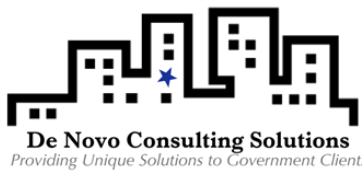 De Novo Consulting Solutions
Providing Unique Solutions to Government Client